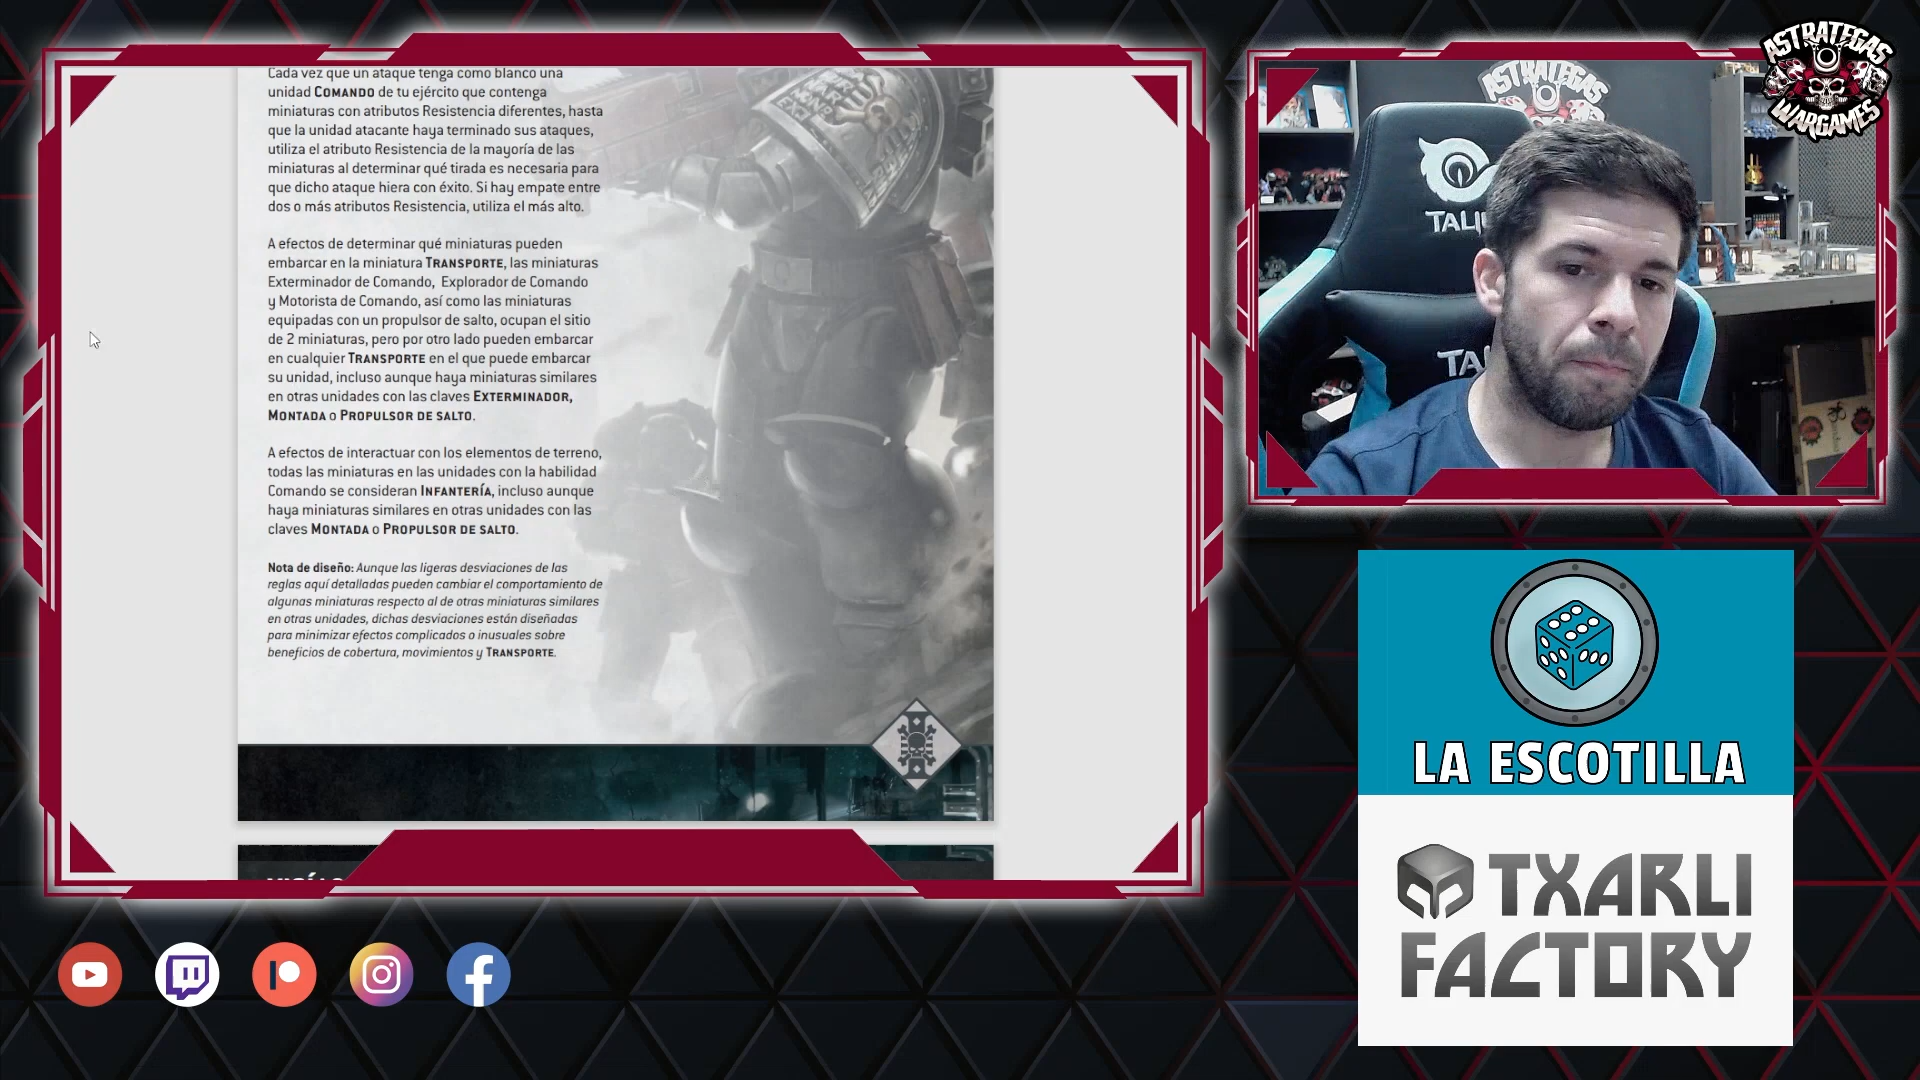 Cada vez que un ataque tenga como blanco una
unidad COMANDO de tu ejército que contenga
miniaturas con atributos Resistencia diferentes, hasta
que la unidad atacante haya terminado sus ataques,
utiliza el atributo Resistencia de la mayoría de las
miniaturas al determinar qué tirada es necesaria para
que dicho ataque hiera con éxito. Si hay empate entre
dos o más atributos Resistencia, utiliza el más alto.
A efectos de determinar qué miniaturas pueden
embarcar en la miniatura TRANSPORTE, las miniaturas
Exterminador de Comando, Explorador de Comando
y Motorista de Comando, así como las miniaturas
equipadas con un propulsor de salto, ocupan el sitio
de 2 miniaturas, pero por otro lado pueden embarcar
en cualquier TRANSPORTE en el que puede embarcar
su unidad, incluso aunque haya miniaturas similares
en otras unidades con las claves EXTERMINADOR,
MONTADA o PROPULSOR DE SALTO.
A efectos de interactuar con los elementos de terreno,
todas las miniaturas en las unidades con la habilidad
Comando se consideran INFANTERÍA, incluso aunque
haya miniaturas similares en otras unidades con las
claves MONTADA o PROPULSOR DE SALTO.
Nota de diseño: Aunque las ligeras desviaciones de las
reglas aquí detalladas pueden cambiar el comportamiento de
algunas miniaturas respecto al de otras miniaturas similares
en otras unidades, dichas desviaciones están diseñadas
para minimizar efectos complicados o inusuales sobre
beneficios de cobertura, movimientos y TRANSPORTE.
ASTRATEGAS
WARGAMES
ASTRATEGAS
TALI
TA
LA ESCOTILLA
TXARLI
FACTORY